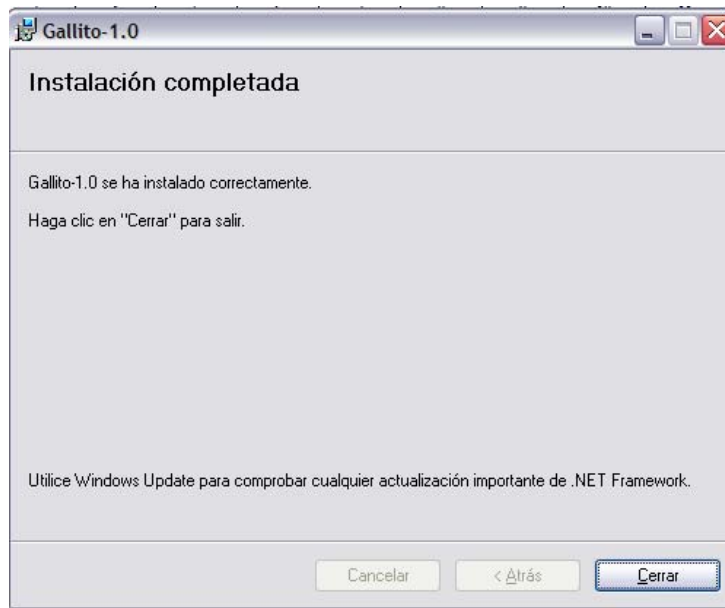 Gallito-1.0
Instalación completada
Gallito-1.0 se ha instalado correctamente.
Haga clic en "Cerrar" para salir.
Utilice Windows Update para comprobar cualquier actualización importante de .NET Framework.
Cancelar
< Atrás
Cerrar